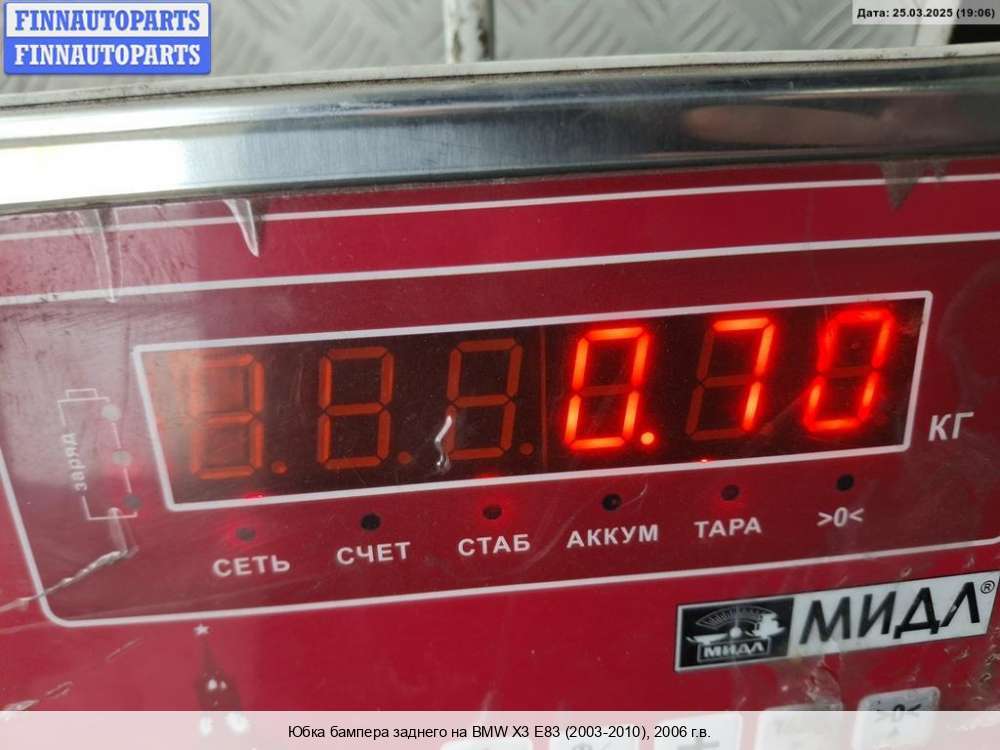 FINNAUTOPARTS
FINNAUTOPARTS
Дата: 25.03.2025 (19:06)
0.70
КГ
заряд
СЕТЬ
СЧЕТ
СТАБ
АККУМ
ТАРА
>0<
МИДЛ®
МИДЛ
>0<
Юбка бампера заднего на BMW X3 E83 (2003-2010), 2006 г.в.